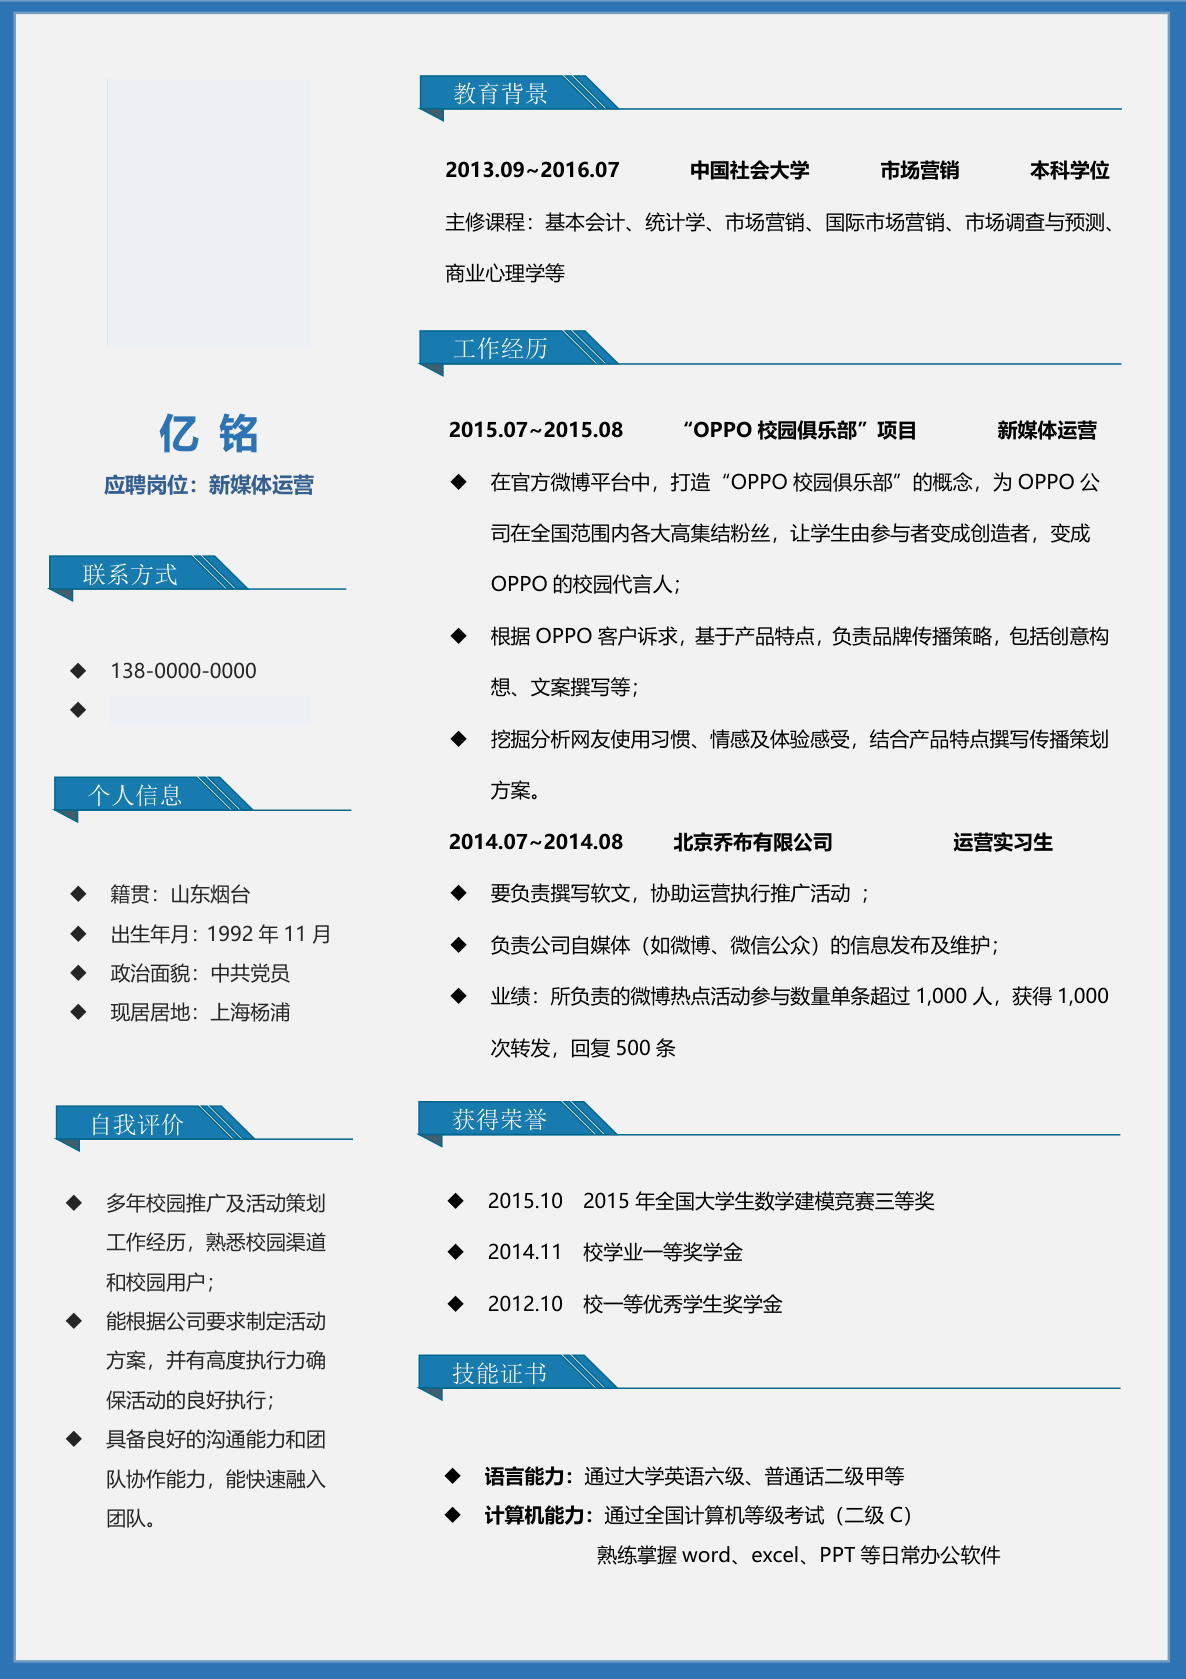 亿 铭
应聘岗位：新媒体运营
联系方式
◆ 138-0000-0000
◆
个人信息
◆ 籍贯：山东烟台
◆ 出生年月：1992 年 11 月
◆ 政治面貌：中共党员
◆ 现居居地：上海杨浦
自我评价
◆ 多年校园推广及活动策划
工作经历，熟悉校园渠道
和校园用户；
◆ 能根据公司要求制定活动
方案，并有高度执行力确
保活动的良好执行；
◆ 具备良好的沟通能力和团
队协作能力，能快速融入
团队。
教育背景
2013.09~2016.07 中国社会大学 市场营销 本科学位
主修课程：基本会计、统计学、市场营销、国际市场营销、市场调查与预测、
商业心理学等
工作经历
2015.07~2015.08 “OPPO 校园俱乐部”项目 新媒体运营
◆ 在官方微博平台中，打造“OPPO 校园俱乐部”的概念，为 OPPO 公
司在全国范围内各大高集结粉丝，让学生由参与者变成创造者，变成
OPPO 的校园代言人；
◆ 根据 OPPO 客户诉求，基于产品特点，负责品牌传播策略，包括创意构
想、文案撰写等；
◆ 挖掘分析网友使用习惯、情感及体验感受，结合产品特点撰写传播策划
方案。
2014.07~2014.08 北京乔布有限公司 运营实习生
◆ 要负责撰写软文，协助运营执行推广活动 ；
◆ 负责公司自媒体（如微博、微信公众）的信息发布及维护；
◆ 业绩：所负责的微博热点活动参与数量单条超过 1,000 人，获得 1,000
次转发，回复 500 条
获得荣誉
◆ 2015.10 2015 年全国大学生数学建模竞赛三等奖
◆ 2014.11 校学业一等奖学金
◆ 2012.10 校一等优秀学生奖学金
技能证书
◆ 语言能力：通过大学英语六级、普通话二级甲等
◆ 计算机能力：通过全国计算机等级考试（二级 C）
熟练掌握 word、excel、PPT 等日常办公软件